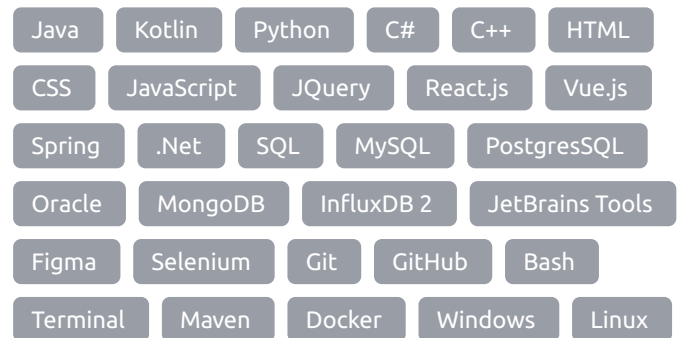 Java Kotlin Python C# C++ HTML
CSS JavaScript JQuery React.js Vue.js
Spring .Net SQL MySQL PostgresSQL
Oracle MongoDB InfluxDB 2 JetBrains Tools
Figma Selenium Git GitHub Bash
Terminal Maven Docker Windows Linux